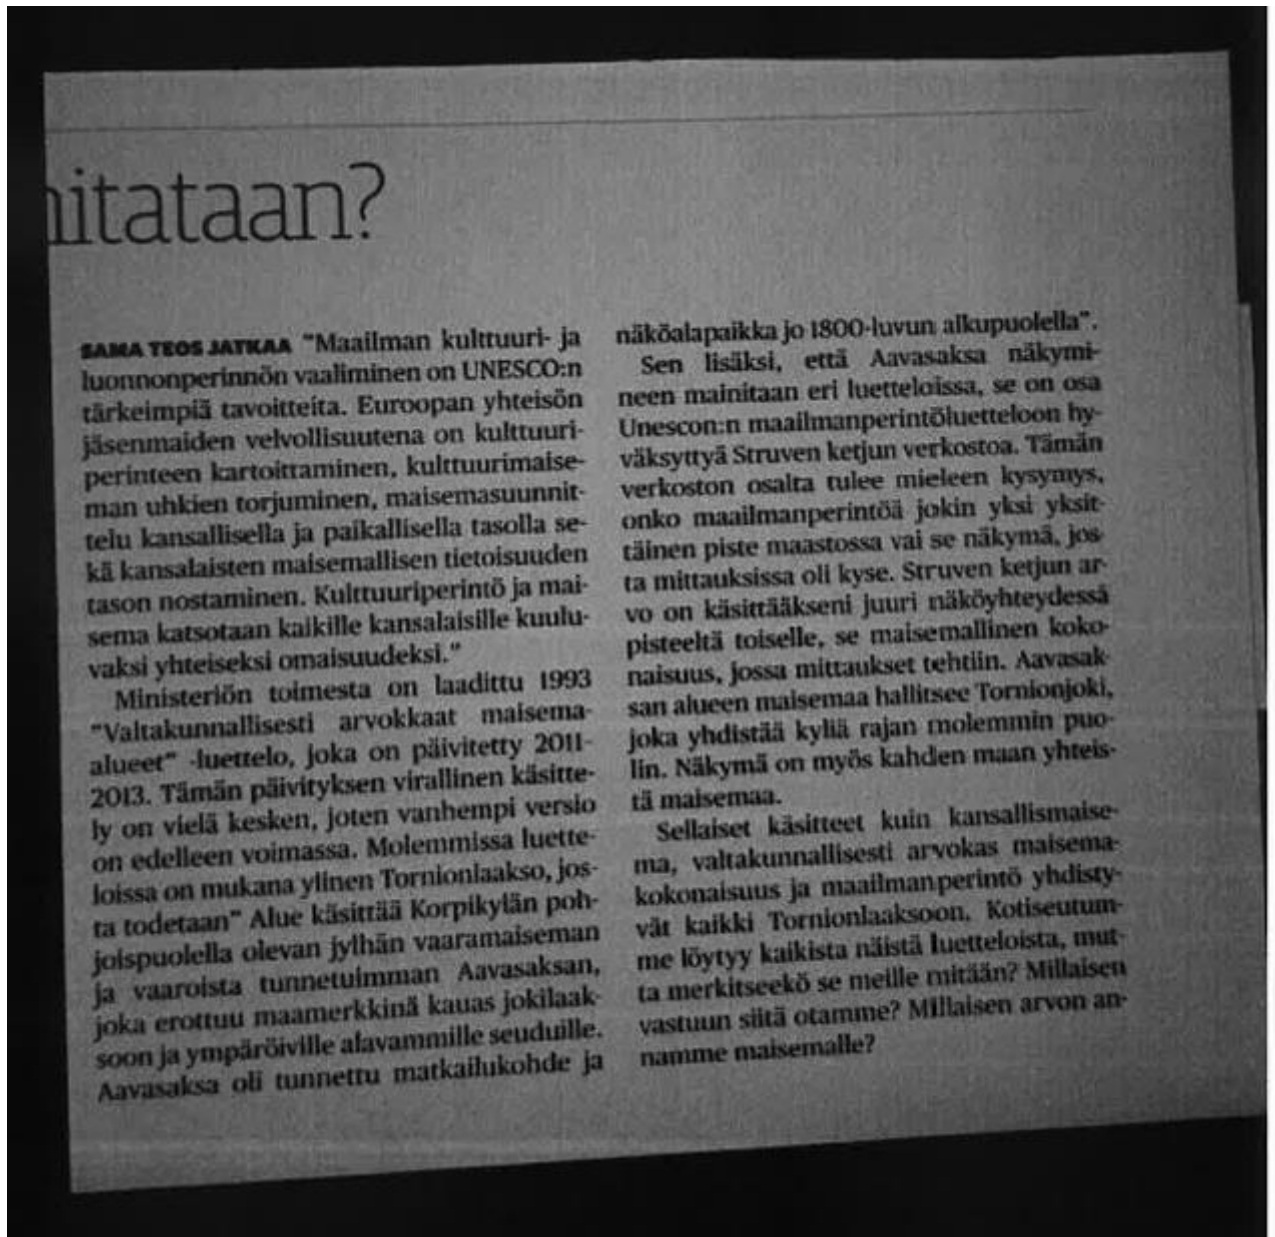 nitataan?
SAMA TEOS JATKAA "Maailman kulttuuri- ja
luonnonperinnön vaaliminen on UNESCO:n
tärkeimpiä tavoitteita. Euroopan yhteisön
jäsenmaiden velvollisuutena on kulttuuri-
perinteen kartoittaminen, kulttuurimaise-
man uhkien torjuminen, maisemasuunnit-
telu kansallisella ja paikallisella tasolla se-
kä kansalaisten maisemallisen tietoisuuden
tason nostaminen. Kulttuuriperintö ja mai-
sema katsotaan kaikille kansalaisille kuulu-
vaksi yhteiseksi omaisuudeksi."
Ministeriön toimesta on laadittu 1993
"Valtakunnallisesti arvokkaat maisema-
alueet" -luettelo, joka on päivitetty 2011-
2013. Tämän päivityksen virallinen käsitte-
ly on vielä kesken, joten vanhempi versio
on edelleen voimassa. Molemmissa luette-
loissa on mukana ylinen Tornionlaakso, jos-
ta todetaan" Alue käsittää Korpikylän poh-
joispuolella olevan jylhän vaaramaiseman
ja vaaroista tunnetuimman Aavasaksan,
joka erottuu maamerkkinä kauas jokilaak-
soon ja ympäröiville alavammille seuduille.
Aavasaksa oli tunnettu matkailukohde ja
näköalapaikka jo 1800-luvun alkupuolella".
Sen lisäksi, että Aavasaksa näkymi-
neen mainitaan eri luetteloissa, se on osa
Unescon:n maailmanperintöluetteloon hy-
väksyttyä Struven ketjun verkostoa. Tämän
verkoston osalta tulee mieleen kysymys,
onko maailmanperintöä jokin yksi yksit-
täinen piste maastossa vai se näkymä, jos-
ta mittauksissa oli kyse. Struven ketjun ar-
vo on käsittääkseni juuri näköyhteydessä
pisteeltä toiselle, se maisemallinen koko-
naisuus, jossa mittaukset tehtiin. Aavasak-
san alueen maisemaa hallitsee Tornionjoki,
joka yhdistää kyliä rajan molemmin puo-
lin. Näkymä on myös kahden maan yhteis-
tä maisemaa.
Sellaiset käsitteet kuin kansallismaise-
ma, valtakunnallisesti arvokas maisema-
kokonaisuus ja maailmanperintö yhdisty-
vät kaikki Tornionlaaksoon. Kotiseutum-
me löytyy kaikista näistä luetteloista, mut-
ta merkitseekö se meille mitään? Millaisen
vastuun siitä otamme? Millaisen arvon an-
namme maisemalle?